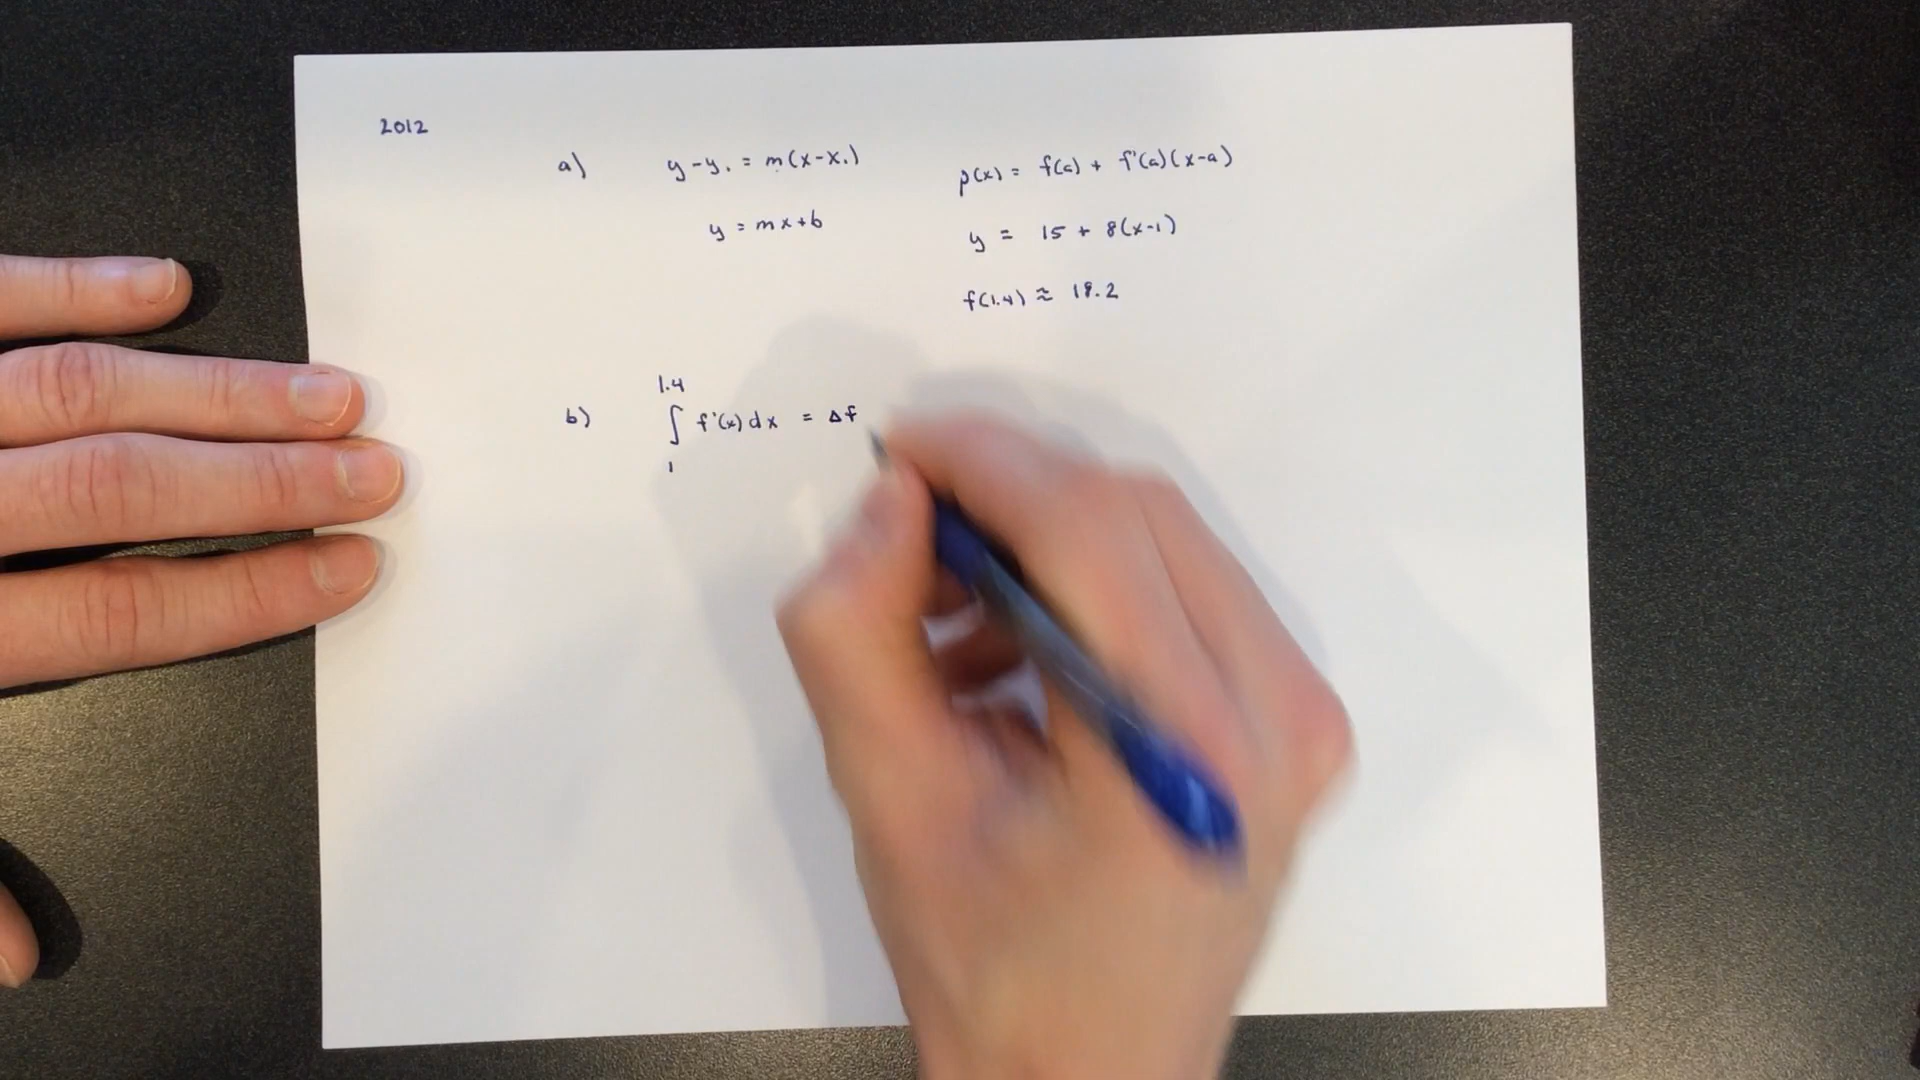 2012
a) y - y₁ = m(x-x₁)
y = mx+b
p(x) = f(a) + f'(a)(x-a)
y = 15 + 8(x-1)
f(1.4) ≈ 18.2
b) ∫₁^1.4 f'(x) dx = Δf